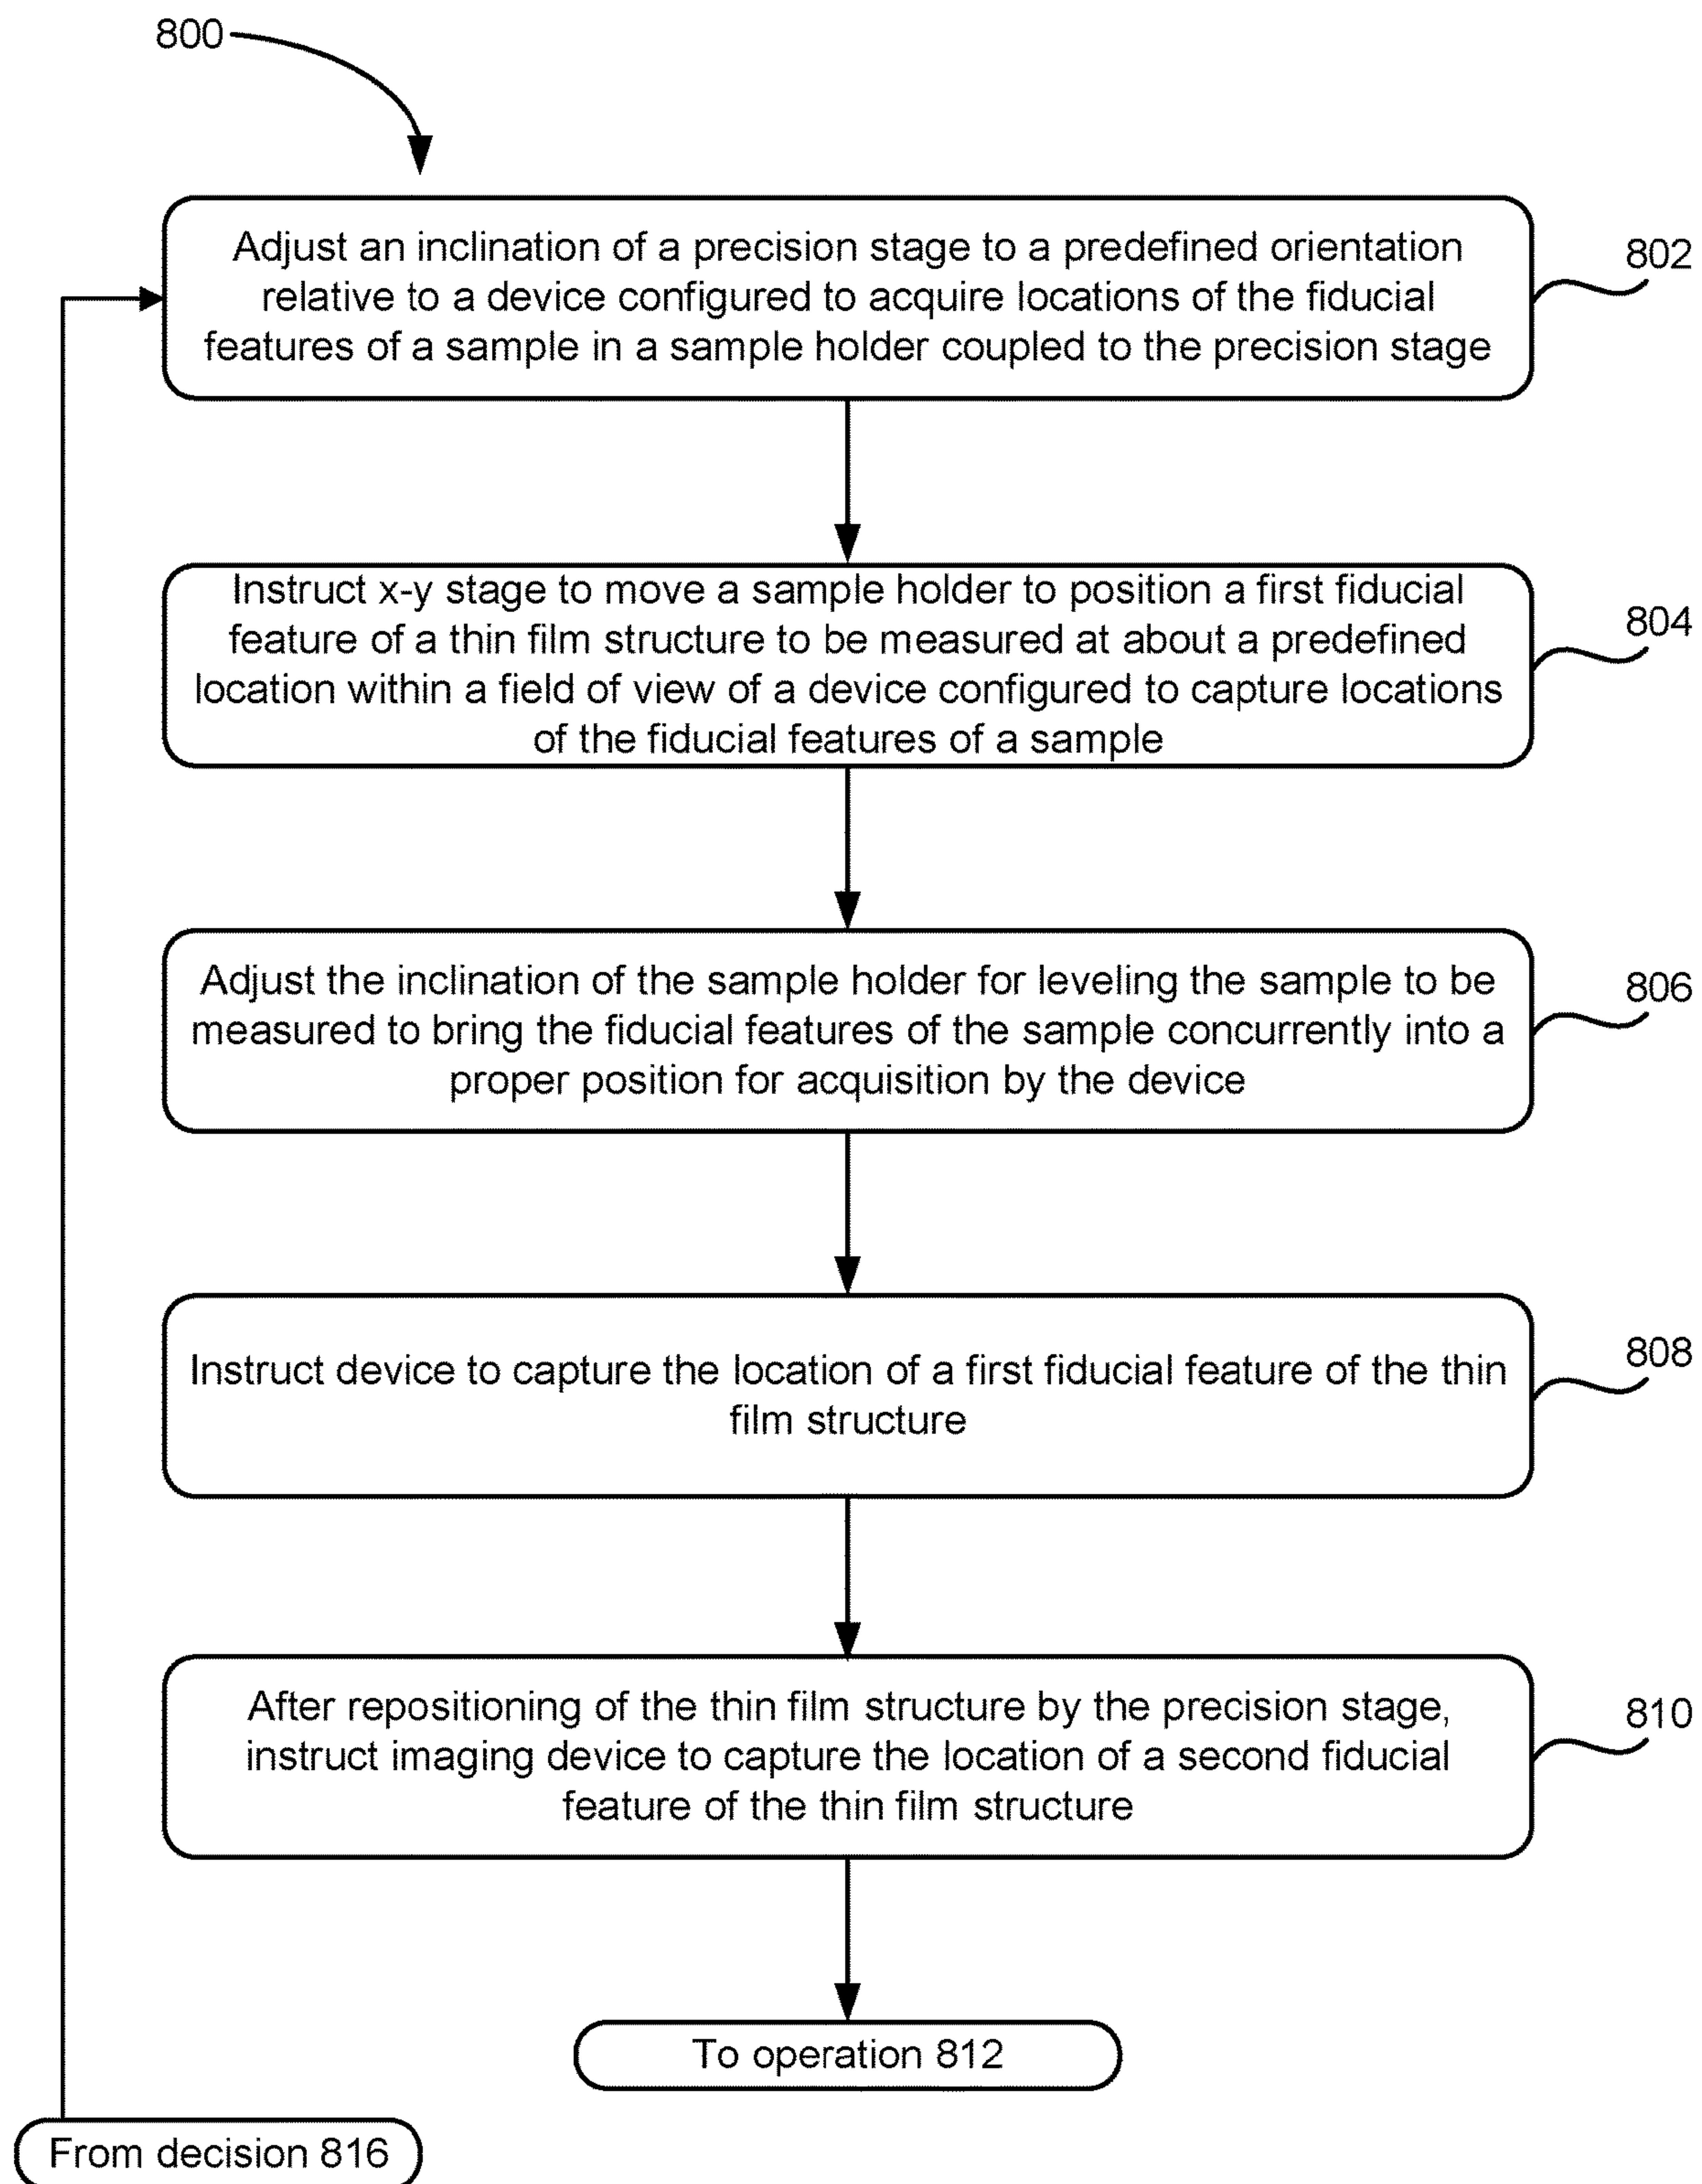 800
Adjust an inclination of a precision stage to a predefined orientation
relative to a device configured to acquire locations of the fiducial
features of a sample in a sample holder coupled to the precision stage
802
Instruct x-y stage to move a sample holder to position a first fiducial
feature of a thin film structure to be measured at about a predefined
location within a field of view of a device configured to capture locations
of the fiducial features of a sample
804
Adjust the inclination of the sample holder for leveling the sample to be
measured to bring the fiducial features of the sample concurrently into a
proper position for acquisition by the device
806
Instruct device to capture the location of a first fiducial feature of the thin
film structure
808
After repositioning of the thin film structure by the precision stage,
instruct imaging device to capture the location of a second fiducial
feature of the thin film structure
810
To operation 812
From decision 816